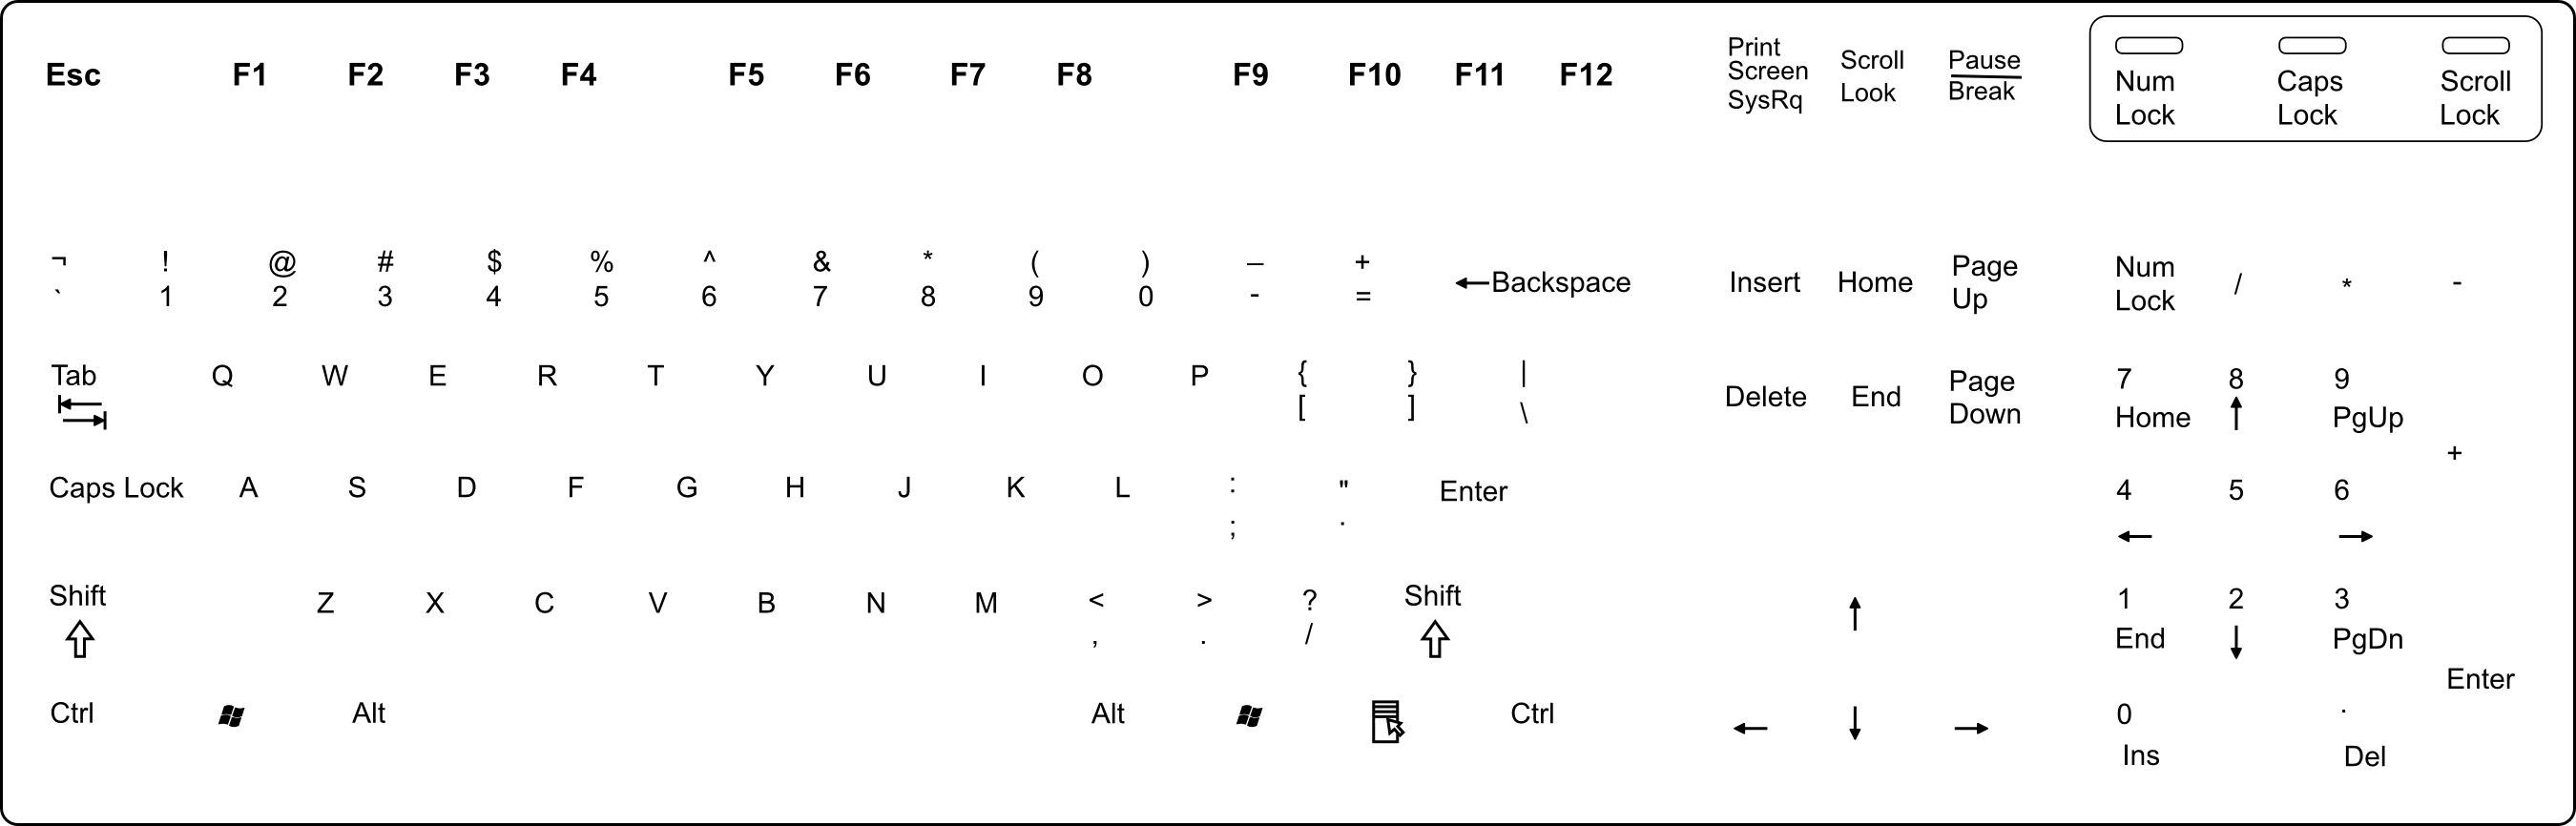 Esc F1 F2 F3 F4 F5 F6 F7 F8 F9 F10 F11 F12
Print
Screen
SysRq
Scroll
Look
Pause
Break
Num
Lock
Caps
Lock
Scroll
Lock
¬ ! @ # $ % ^ & * ( ) _ +
` 1 2 3 4 5 6 7 8 9 0 - =
←Backspace
Insert Home Page
Up
Num
Lock
/ * -
Tab Q W E R T Y U I O P { } |
[ ] \
Delete End Page
Down
7 8 9
Home ↑ PgUp
+
Caps Lock A S D F G H J K L : " Enter
; .
4 5 6
← →
Shift Z X C V B N M < > ? Shift
, . /
↑
1 2 3
End ↓ PgDn
Enter
Ctrl Alt Alt Ctrl
← ↓ →
0 .
Ins Del